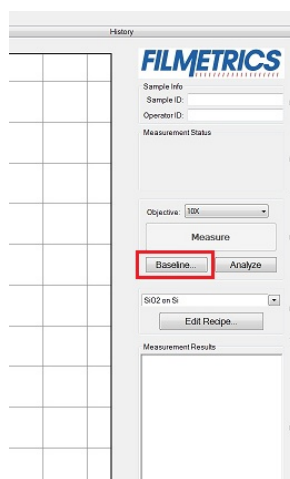 History
FILMETRICS
Sample Info
Sample ID:
Operator ID:
Measurement Status
Objective: 10X
Measure
Baseline... Analyze
SiO2 on Si
Edit Recipe...
Measurement Results